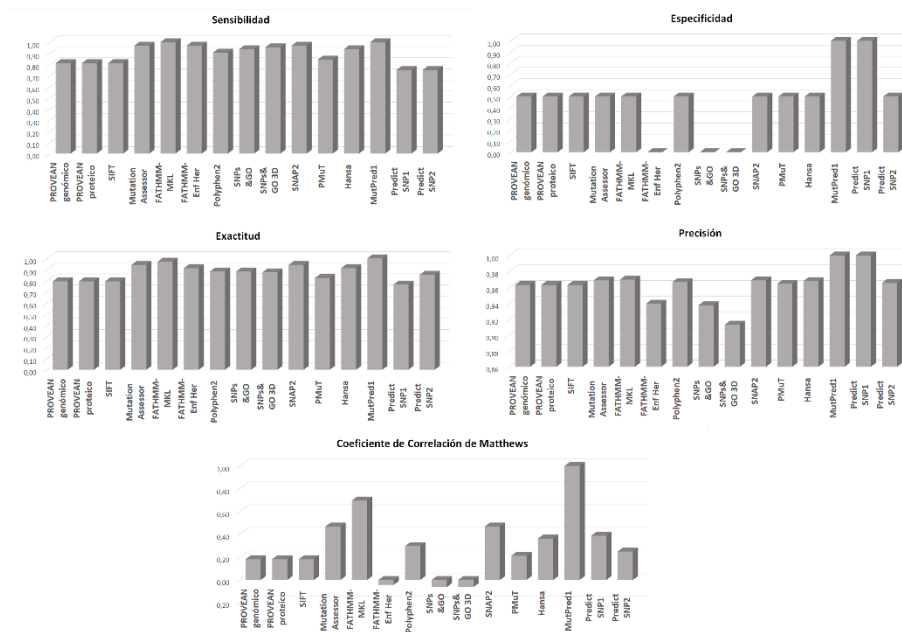 Sensibilidad
1,00
0,90
0,80
0,70
0,60
0,50
0,40
0,30
0,20
0,10
0,00
PROVEAN genómico
PROVEAN proteico
SIFT
Mutation Assessor
FATHMM-MKL
FATHMM-Enf Her
Polyphen2
SNPs &GO
SNPs& GO 3D
SNAP2
PMuT
Hansa
MutPred1
Predict SNP1
Predict SNP2
Especificidad
1,00
0,90
0,80
0,70
0,60
0,50
0,40
0,30
0,20
0,10
0,00
PROVEAN genómico
PROVEAN proteico
SIFT
Mutation Assessor
FATHMM-MKL
FATHMM-Enf Her
Polyphen2
SNPs &GO
SNPs& GO 3D
SNAP2
PMuT
Hansa
MutPred1
Predict SNP1
Predict SNP2
Exactitud
1,00
0,90
0,80
0,70
0,60
0,50
0,40
0,30
0,20
0,10
0,00
PROVEAN genómico
PROVEAN proteico
SIFT
Mutation Assessor
FATHMM-MKL
FATHMM-Enf Her
Polyphen2
SNPs &GO
SNPs& GO 3D
SNAP2
PMuT
Hansa
MutPred1
Predict SNP1
Predict SNP2
Precisión
1,00
0,98
0,96
0,94
0,92
0,90
0,88
0,86
PROVEAN genómico
PROVEAN proteico
SIFT
Mutation Assessor
FATHMM-MKL
FATHMM-Enf Her
Polyphen2
SNPs &GO
SNPs& GO 3D
SNAP2
PMuT
Hansa
MutPred1
Predict SNP1
Predict SNP2
Coeficiente de Correlación de Matthews
1,00
0,80
0,60
0,40
0,20
0,00
0,20
PROVEAN genómico
PROVEAN proteico
SIFT
Mutation Assessor
FATHMM-MKL
FATHMM-Enf Her
Polyphen2
SNPs &GO
SNPs& GO 3D
SNAP2
PMuT
Hansa
MutPred1
Predict SNP1
Predict SNP2